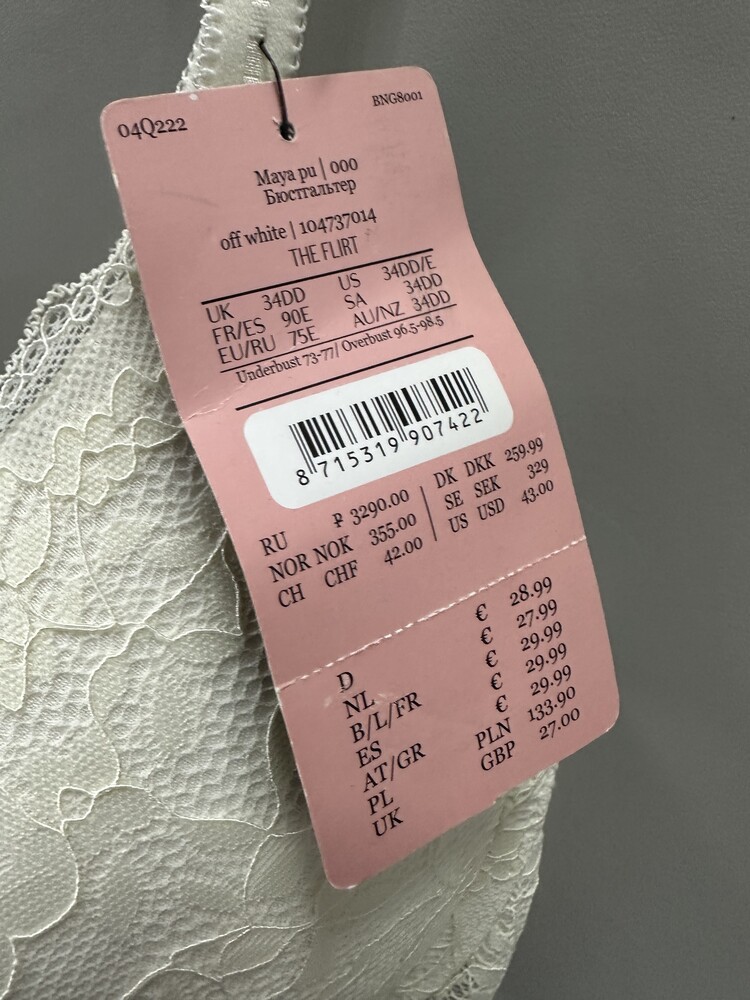 04Q222
BNG8001
Maya pu | 000
Бюстгальтер
off white | 104737014
THE FLIRT
UK 34DD US 34DD/E
FR/ES 90E SA 34DD
EU/RU 75E AU/NZ 34DD
Underbust 73-77/ Overbust 96.5-98.5
8 715319 907422
RU ₽ 3290.00 DK DKK 259.99
NOR NOK 355.00 SE SEK 329
CH CHF 42.00 US USD 43.00
D € 28.99
NL € 27.99
B/L/FR € 29.99
ES € 29.99
AT/GR € 29.99
PL PLN 133.90
UK GBP 27.00